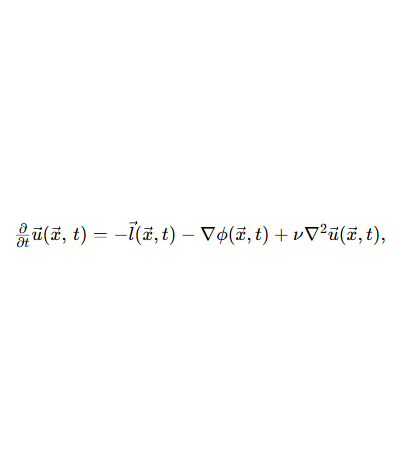 ∂/∂t u⃗(x⃗, t) = −l⃗(x⃗,t) − ∇ϕ(x⃗,t) + ν∇²u⃗(x⃗,t),